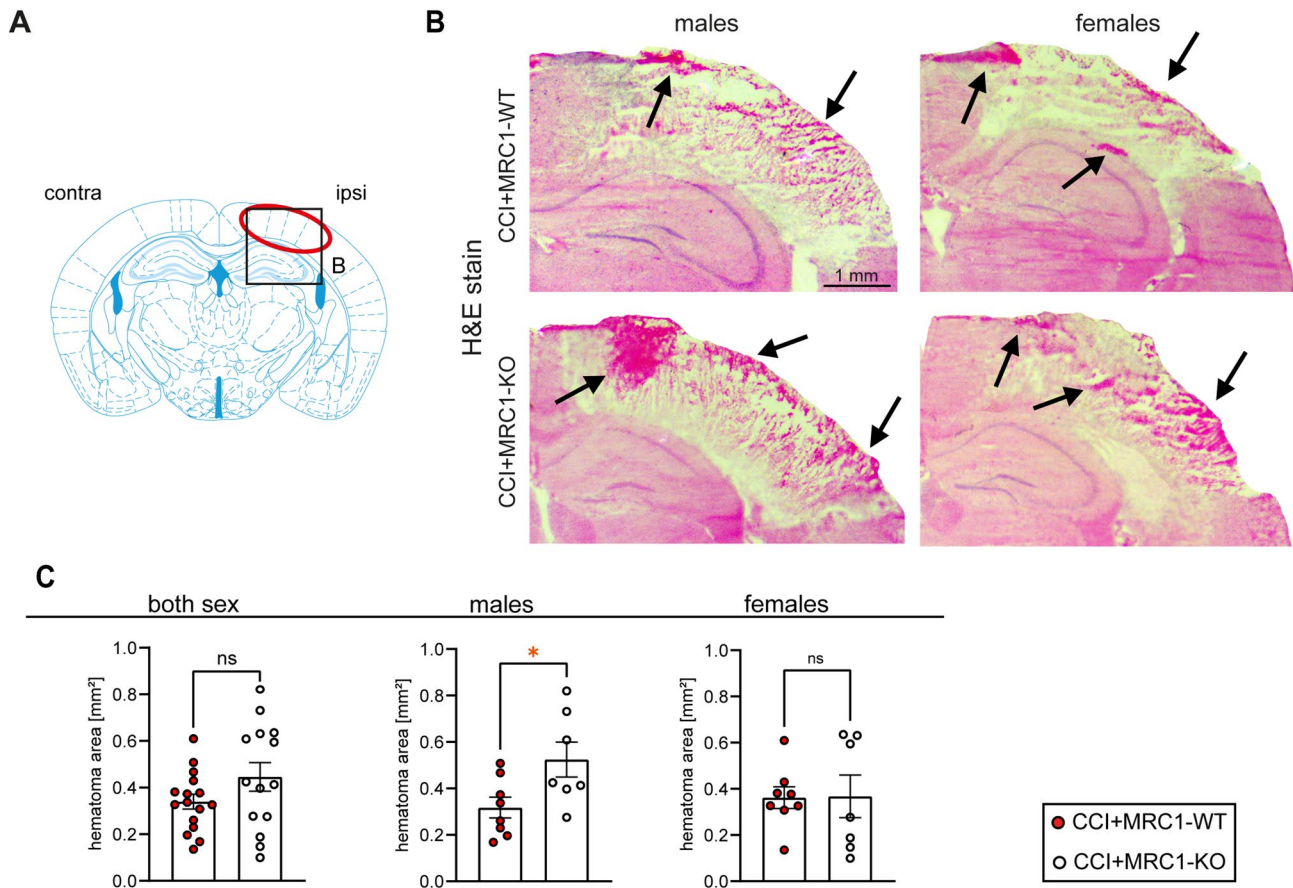 A
contra
ipsi
B
B
males
females
H&E stain
CCI+MRC1-WT
CCI+MRC1-KO
1 mm
C
both sex
males
females
hematoma area [mm²]
1.0
0.8
0.6
0.4
0.2
0.0
ns
hematoma area [mm²]
1.0
0.8
0.6
0.4
0.2
0.0
*
hematoma area [mm²]
1.0
0.8
0.6
0.4
0.2
0.0
ns
CCI+MRC1-WT
CCI+MRC1-KO